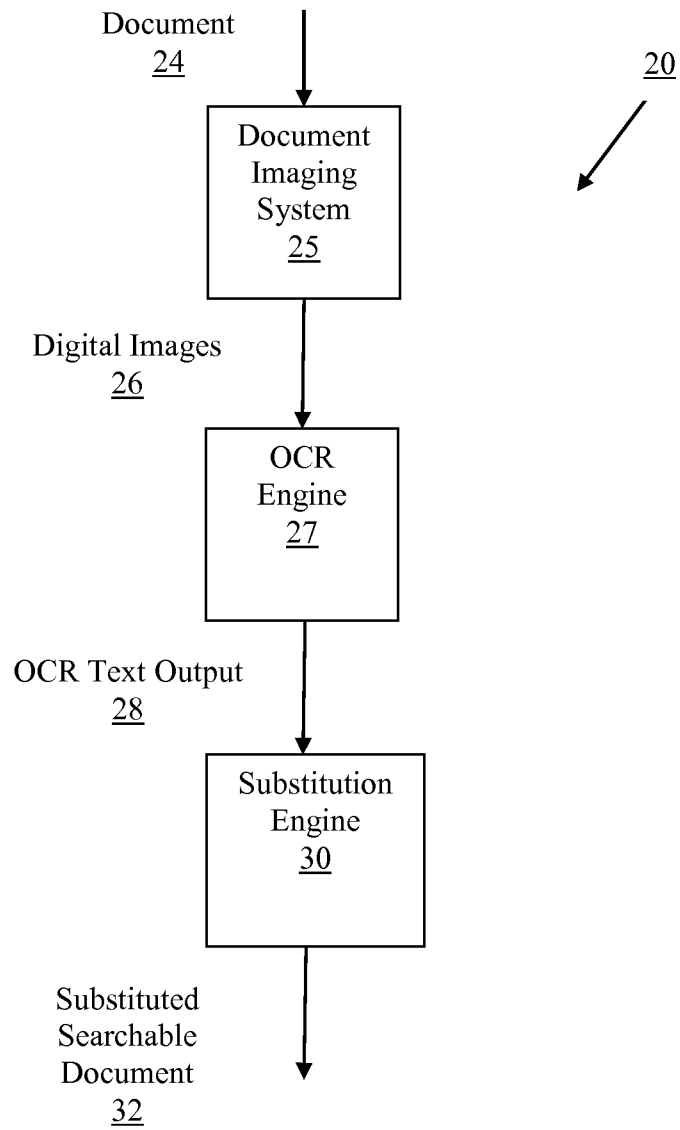 Document
24
20
Document
Imaging
System
25
Digital Images
26
OCR
Engine
27
OCR Text Output
28
Substitution
Engine
30
Substituted
Searchable
Document
32